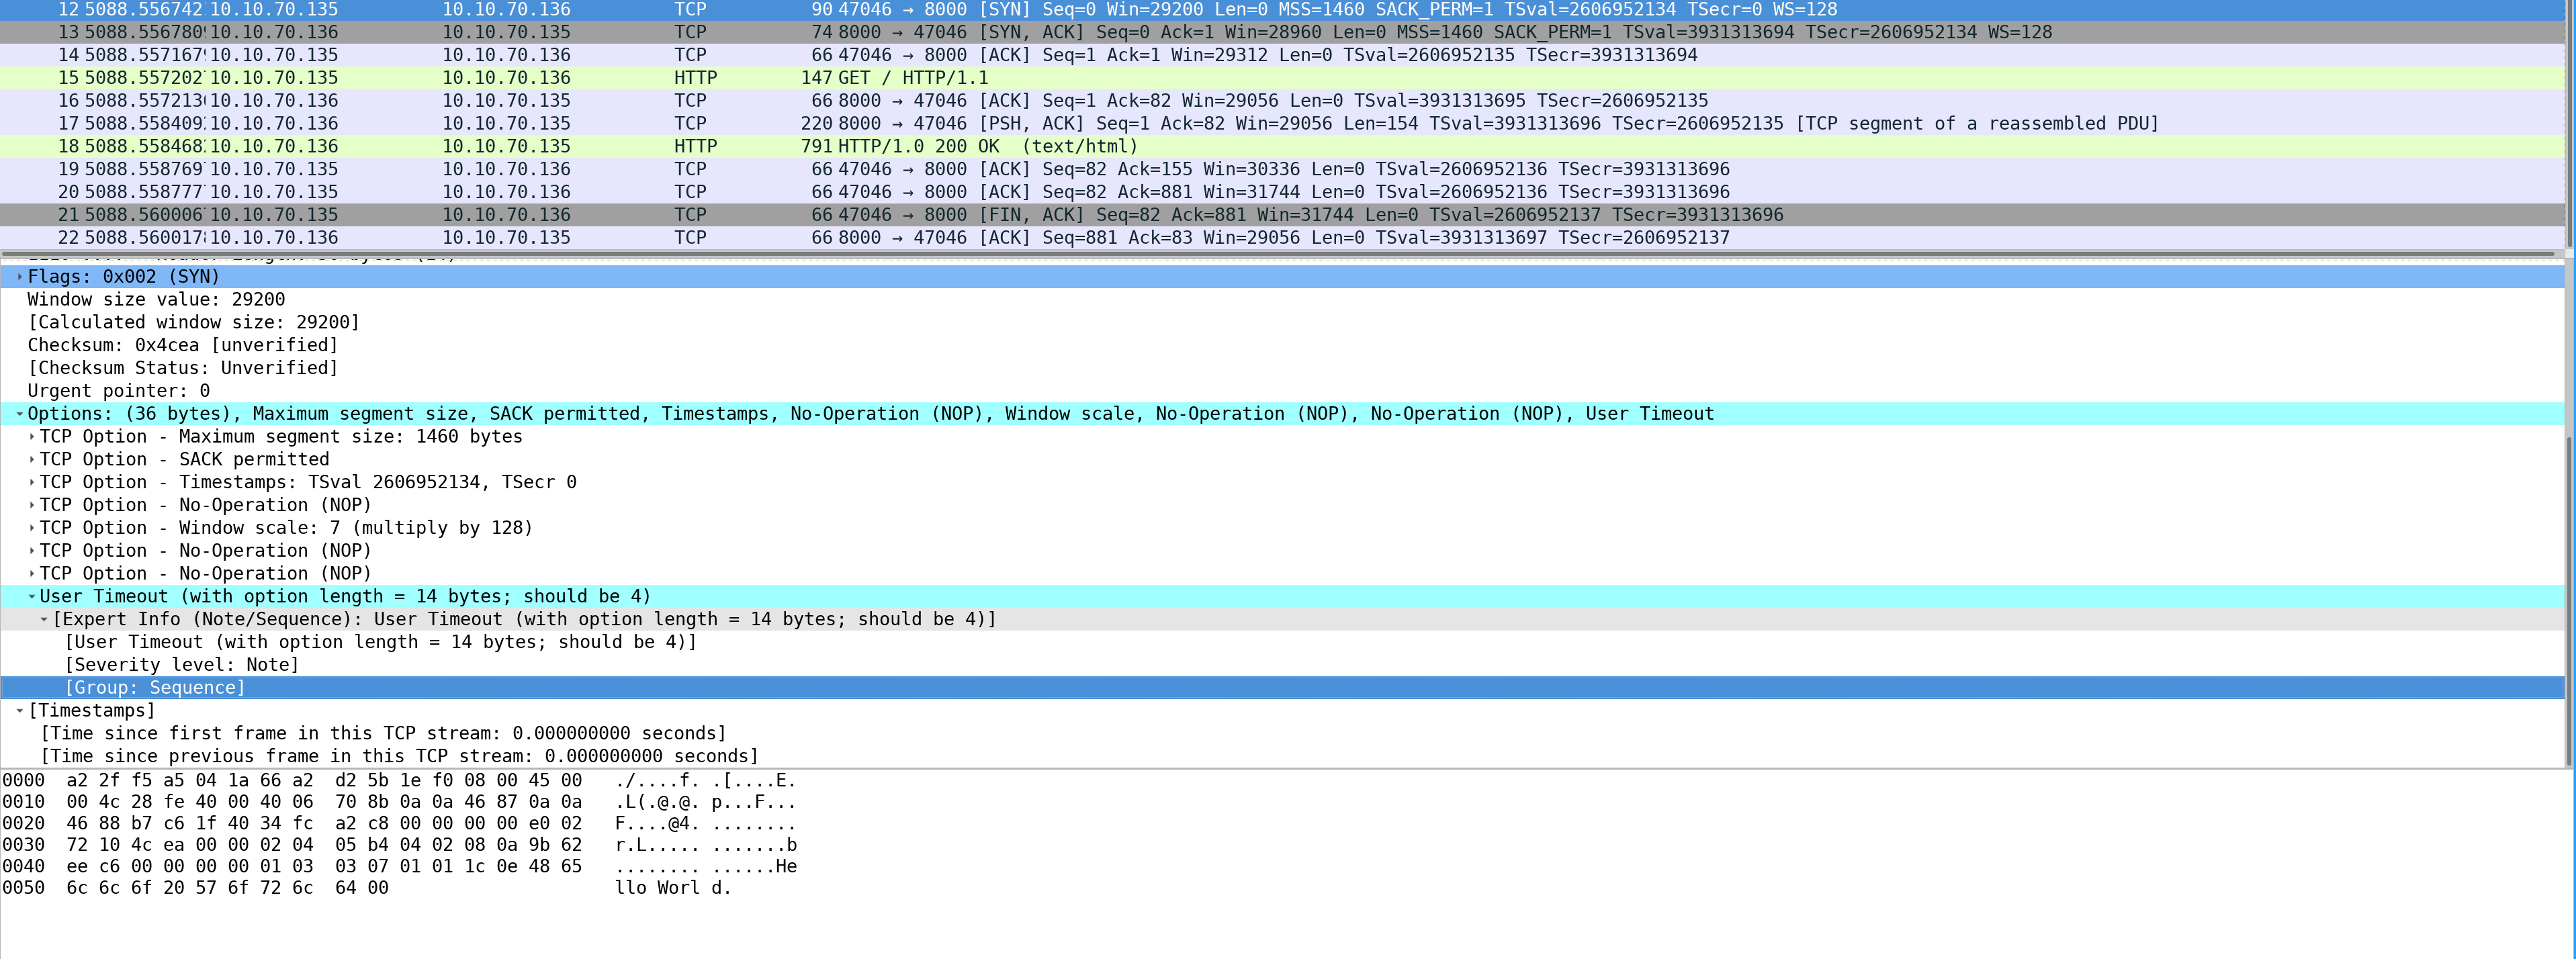 12 5088.556742 10.10.70.135 10.10.70.136 TCP 90 47046 → 8000 [SYN] Seq=0 Win=29200 Len=0 MSS=1460 SACK_PERM=1 TSval=2606952134 TSecr=0 WS=128
13 5088.556780 10.10.70.136 10.10.70.135 TCP 74 8000 → 47046 [SYN, ACK] Seq=0 Ack=1 Win=28960 Len=0 MSS=1460 SACK_PERM=1 TSval=3931313694 TSecr=2606952134 WS=128
14 5088.557167 10.10.70.135 10.10.70.136 TCP 66 47046 → 8000 [ACK] Seq=1 Ack=1 Win=29312 Len=0 TSval=2606952135 TSecr=3931313694
15 5088.557202 10.10.70.135 10.10.70.136 HTTP 147 GET / HTTP/1.1
16 5088.557213 10.10.70.136 10.10.70.135 TCP 66 8000 → 47046 [ACK] Seq=1 Ack=82 Win=29056 Len=0 TSval=3931313695 TSecr=2606952135
17 5088.558409 10.10.70.136 10.10.70.135 TCP 220 8000 → 47046 [PSH, ACK] Seq=1 Ack=82 Win=29056 Len=154 TSval=3931313696 TSecr=2606952135 [TCP segment of a reassembled PDU]
18 5088.558468 10.10.70.136 10.10.70.135 HTTP 791 HTTP/1.0 200 OK (text/html)
19 5088.558769 10.10.70.135 10.10.70.136 TCP 66 47046 → 8000 [ACK] Seq=82 Ack=155 Win=30336 Len=0 TSval=2606952136 TSecr=3931313696
20 5088.558777 10.10.70.135 10.10.70.136 TCP 66 47046 → 8000 [ACK] Seq=82 Ack=881 Win=31744 Len=0 TSval=2606952136 TSecr=3931313696
21 5088.560006 10.10.70.135 10.10.70.136 TCP 66 47046 → 8000 [FIN, ACK] Seq=82 Ack=881 Win=31744 Len=0 TSval=2606952137 TSecr=3931313696
22 5088.560017 10.10.70.136 10.10.70.135 TCP 66 8000 → 47046 [ACK] Seq=881 Ack=83 Win=29056 Len=0 TSval=3931313697 TSecr=2606952137
Flags: 0x002 (SYN)
Window size value: 29200
[Calculated window size: 29200]
Checksum: 0x4cea [unverified]
[Checksum Status: Unverified]
Urgent pointer: 0
Options: (36 bytes), Maximum segment size, SACK permitted, Timestamps, No-Operation (NOP), Window scale, No-Operation (NOP), No-Operation (NOP), User Timeout
TCP Option - Maximum segment size: 1460 bytes
TCP Option - SACK permitted
TCP Option - Timestamps: TSval 2606952134, TSecr 0
TCP Option - No-Operation (NOP)
TCP Option - Window scale: 7 (multiply by 128)
TCP Option - No-Operation (NOP)
TCP Option - No-Operation (NOP)
User Timeout (with option length = 14 bytes; should be 4)
[Expert Info (Note/Sequence): User Timeout (with option length = 14 bytes; should be 4)]
[User Timeout (with option length = 14 bytes; should be 4)]
[Severity level: Note]
[Group: Sequence]
[Timestamps]
[Time since first frame in this TCP stream: 0.000000000 seconds]
[Time since previous frame in this TCP stream: 0.000000000 seconds]
0000 a2 2f f5 a5 04 1a 66 a2 d2 5b 1e f0 08 00 45 00 ./....f. .[....E.
0010 00 4c 28 fe 40 00 40 06 70 8b 0a 0a 46 87 0a 0a .L(.@.@. p...F...
0020 46 88 b7 c6 1f 40 34 fc a2 c8 00 00 00 00 e0 02 F....@4. ........
0030 72 10 4c ea 00 00 02 04 05 b4 04 02 08 0a 9b 62 r.L..... .......b
0040 ee c6 00 00 00 00 01 03 03 07 01 01 1c 0e 48 65 ........ ......He
0050 6c 6c 6f 20 57 6f 72 6c 64 00 llo Worl d.